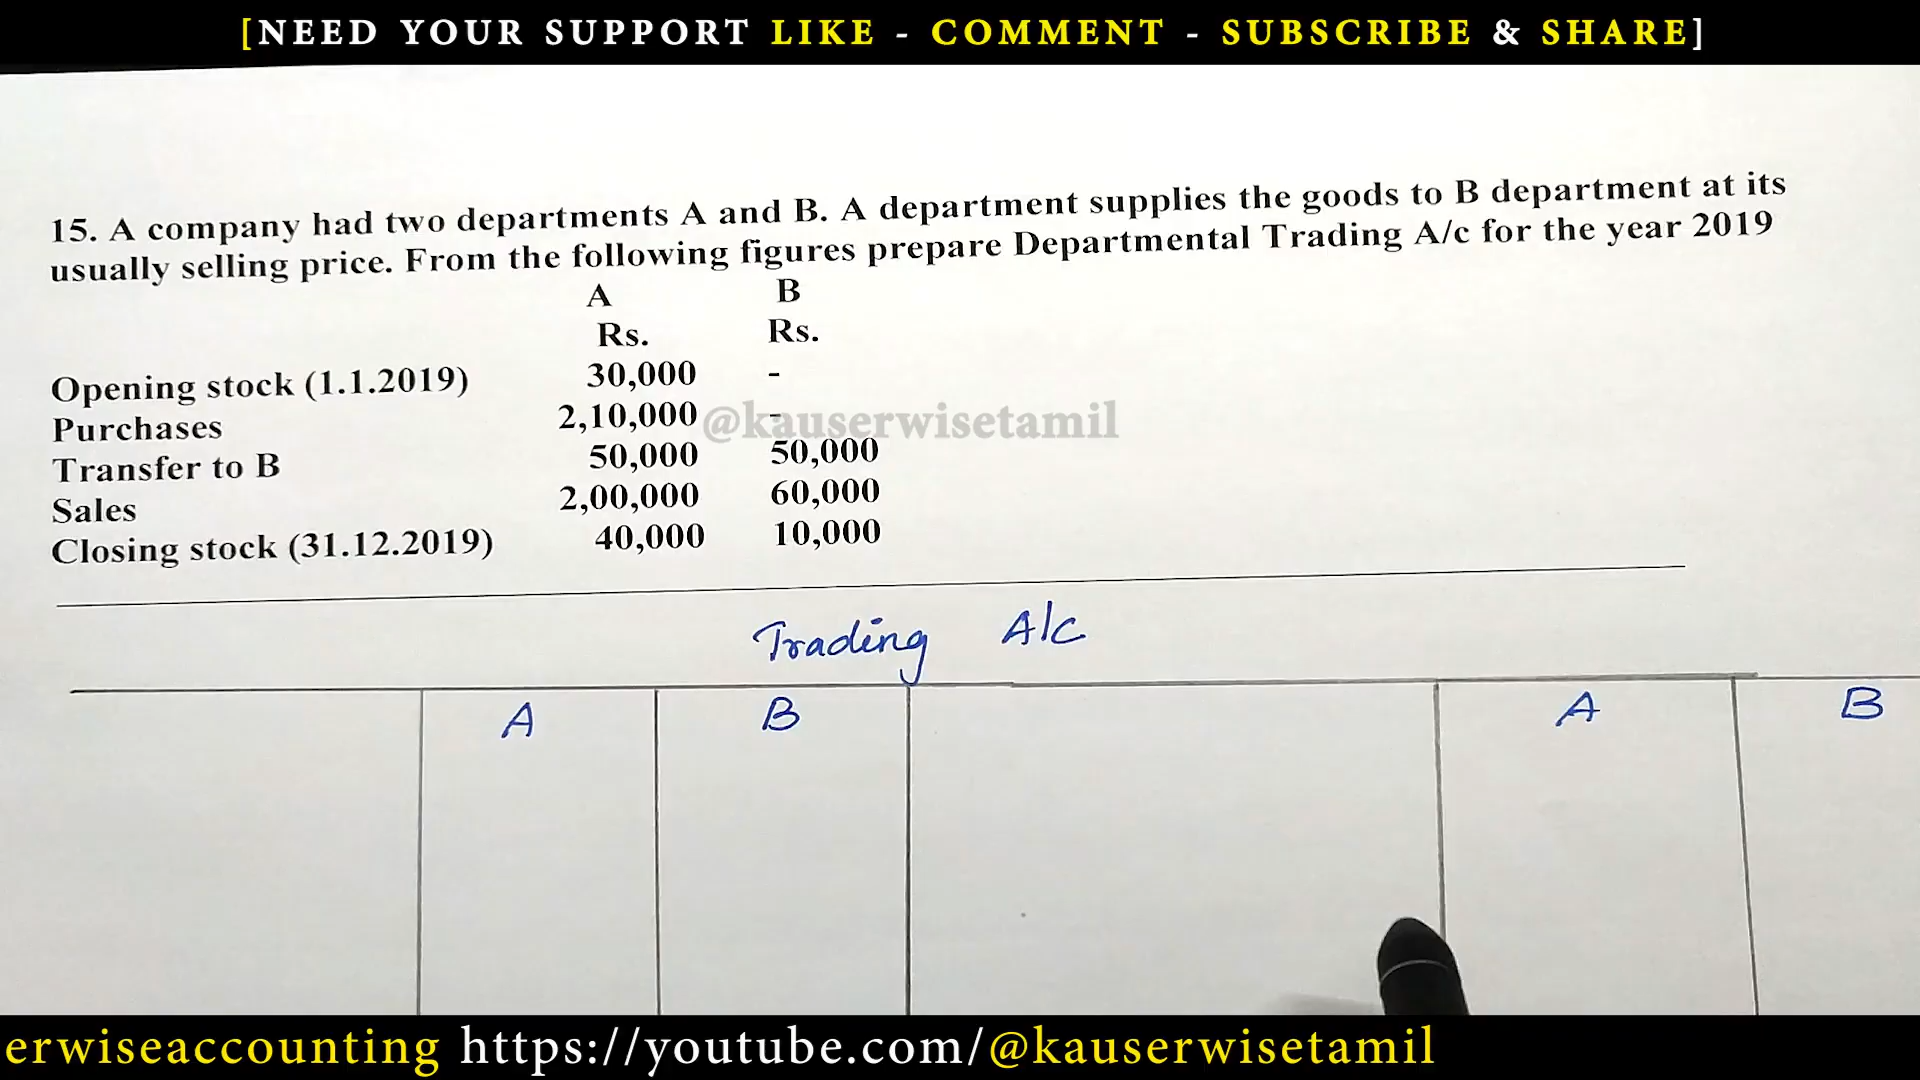 [NEED YOUR SUPPORT LIKE - COMMENT - SUBSCRIBE & SHARE]
15. A company had two departments A and B. A department supplies the goods to B department at its
usually selling price. From the following figures prepare Departmental Trading A/c for the year 2019
A B
Rs. Rs.
Opening stock (1.1.2019) 30,000 -
Purchases 2,10,000 -
@kauserwisetamil
Transfer to B 50,000 50,000
Sales 2,00,000 60,000
Closing stock (31.12.2019) 40,000 10,000
Trading A/c
A B A B
erwiseaccounting https://youtube.com/@kauserwisetamil